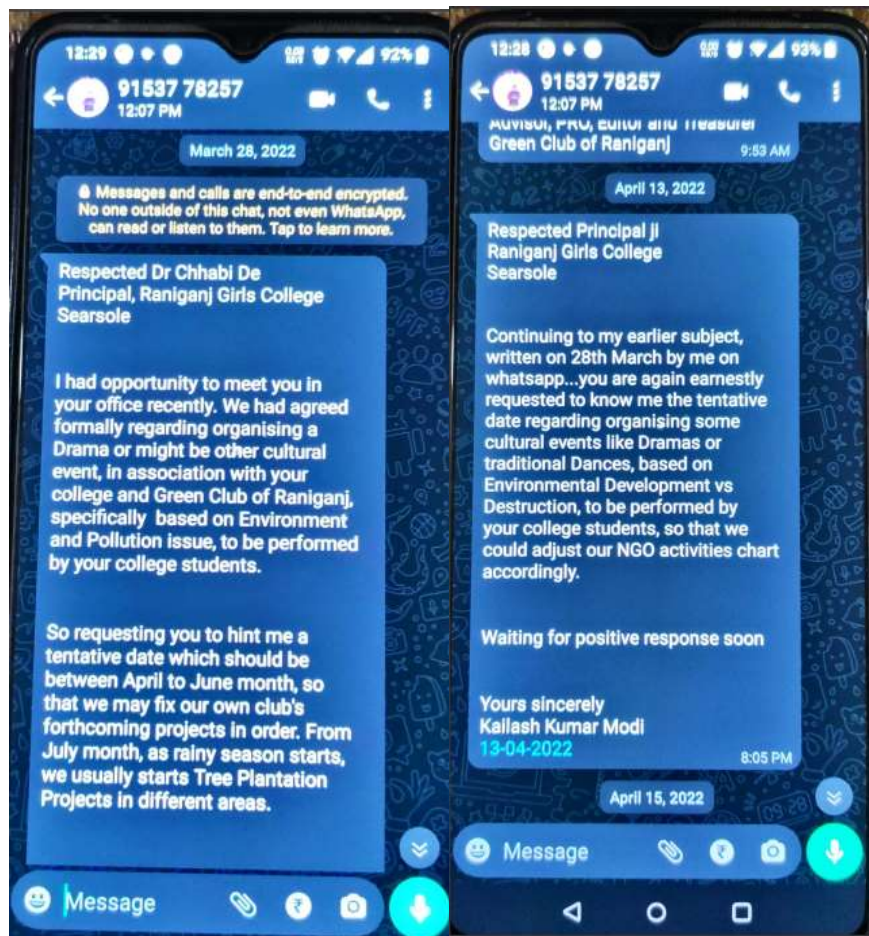 12:29
92%
91537 78257
12:07 PM
March 28, 2022
Messages and calls are end-to-end encrypted.
No one outside of this chat, not even WhatsApp,
can read or listen to them. Tap to learn more.
Respected Dr Chhabi De
Principal, Raniganj Girls College
Searsole
I had opportunity to meet you in
your office recently. We had agreed
formally regarding organising a
Drama or might be other cultural
event, in association with your
college and Green Club of Raniganj,
specifically based on Environment
and Pollution issue, to be performed
by your college students.
So requesting you to hint me a
tentative date which should be
between April to June month, so
that we may fix our own club's
forthcoming projects in order. From
July month, as rainy season starts,
we usually starts Tree Plantation
Projects in different areas.
Message
12:28
93%
91537 78257
12:07 PM
Advisor, PRO, Editor and Treasurer
Green Club of Raniganj
9:53 AM
April 13, 2022
Respected Principal ji
Raniganj Girls College
Searsole
Continuing to my earlier subject,
written on 28th March by me on
whatsapp...you are again earnestly
requested to know me the tentative
date regarding organising some
cultural events like Dramas or
traditional Dances, based on
Environmental Development vs
Destruction, to be performed by
your college students, so that we
could adjust our NGO activities chart
accordingly.
Waiting for positive response soon
Yours sincerely
Kailash Kumar Modi
13-04-2022
8:05 PM
April 15, 2022
Message